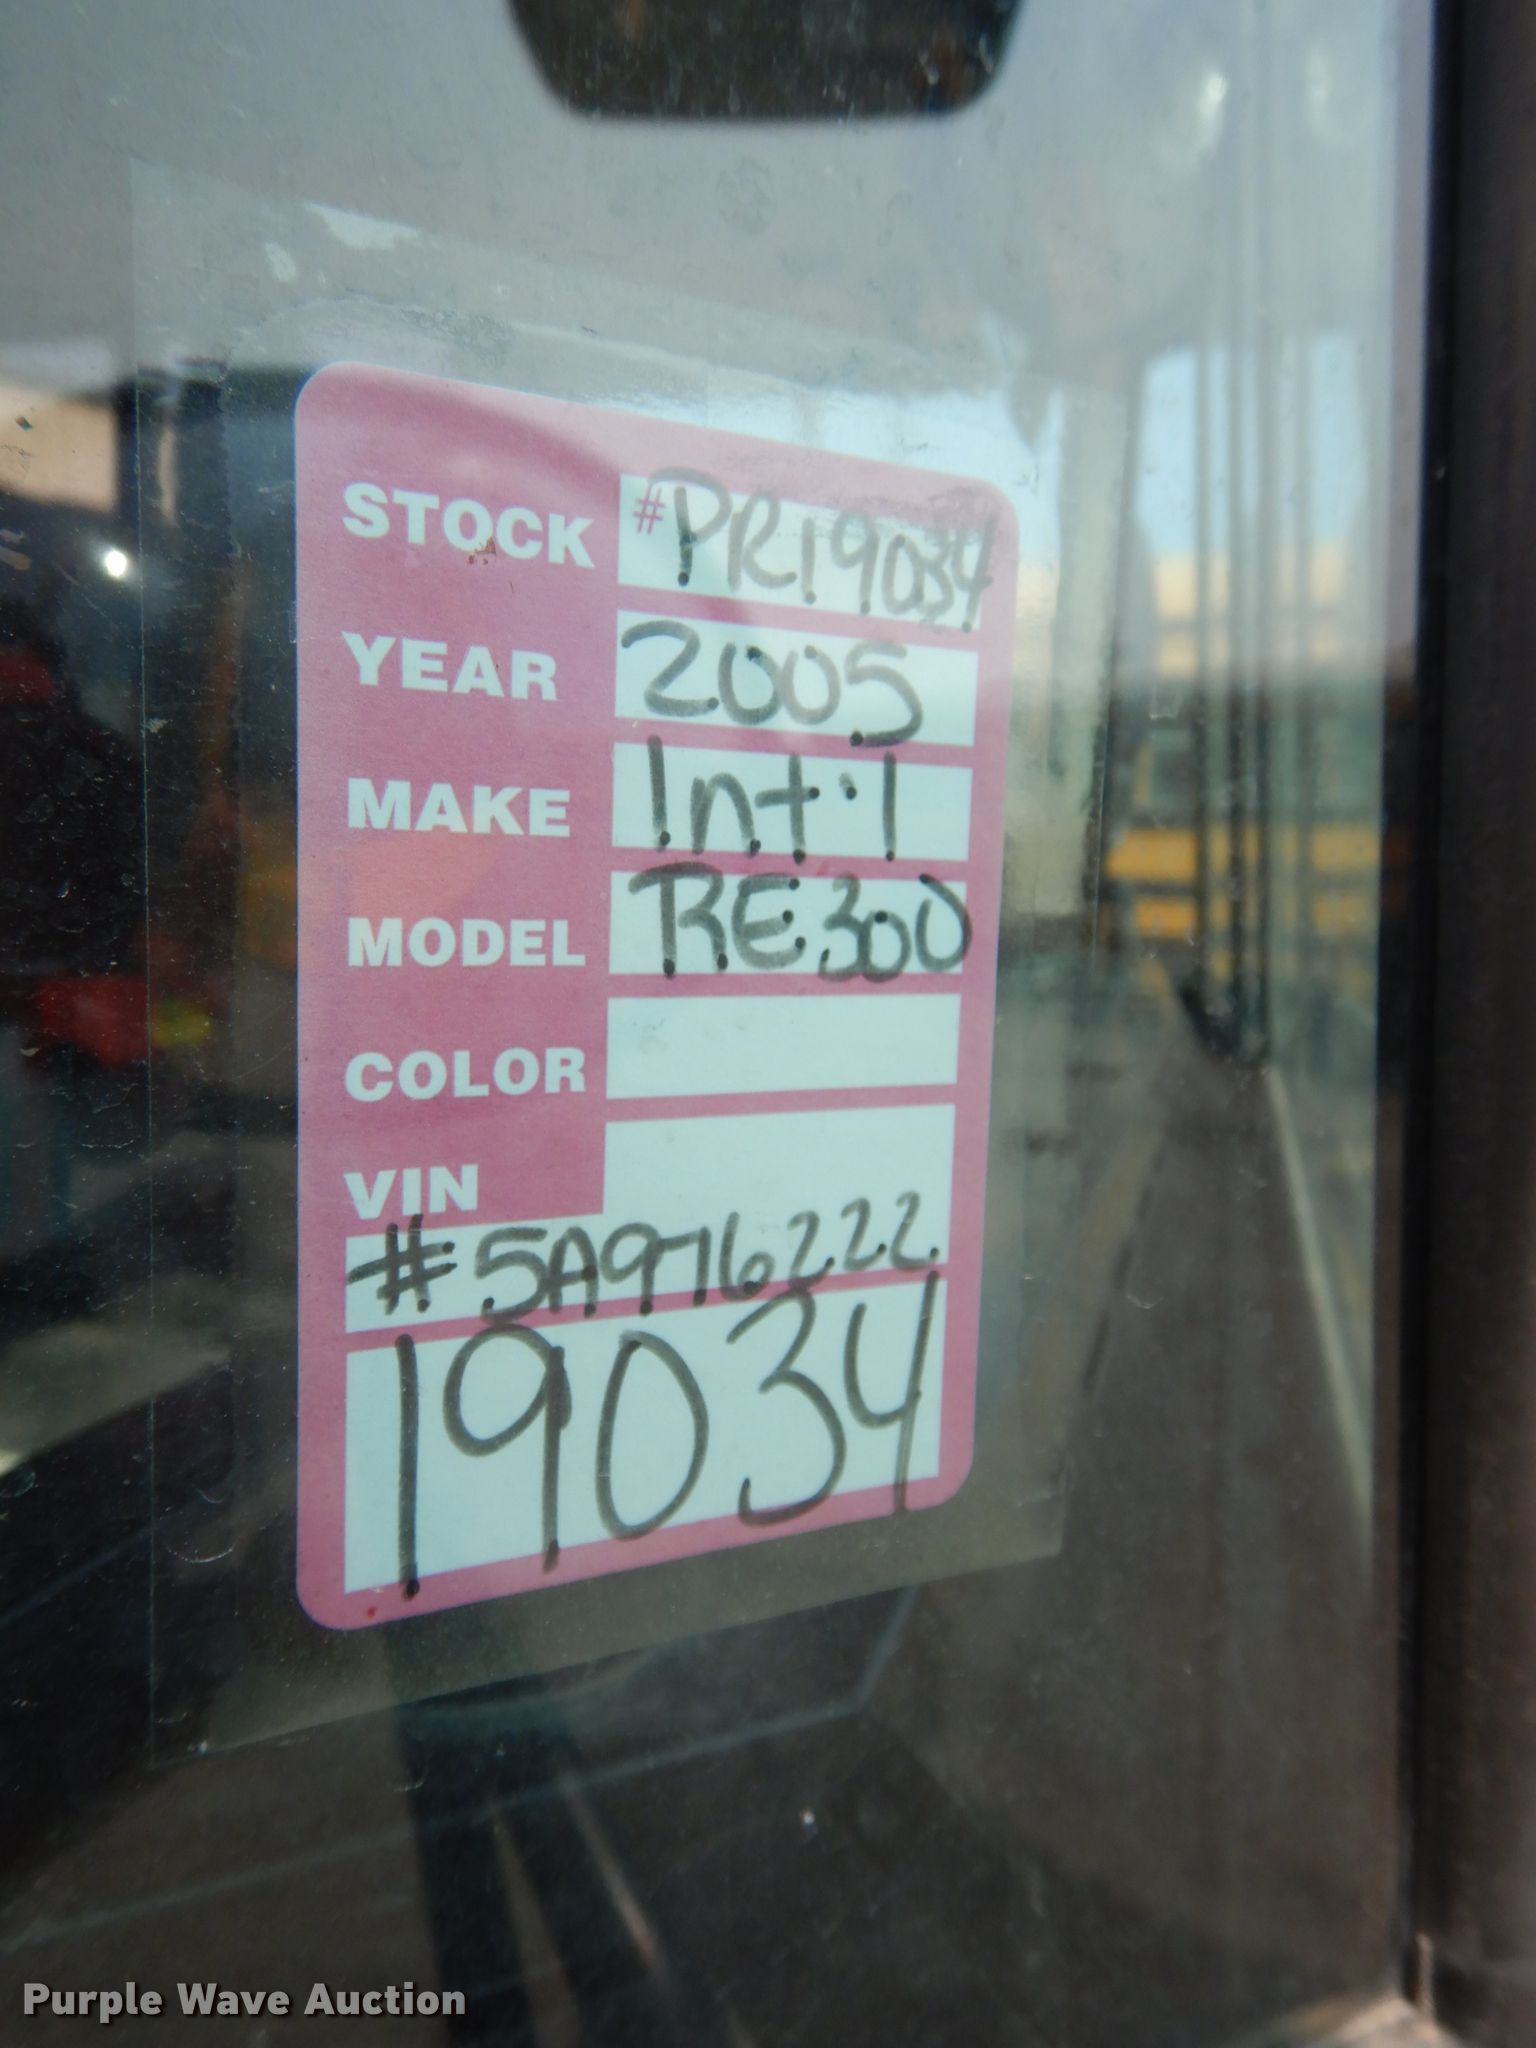 STOCK #PR19034
YEAR 2005
MAKE Int'l
MODEL RE300
COLOR
VIN
#5A976222
19034
Purple Wave Auction